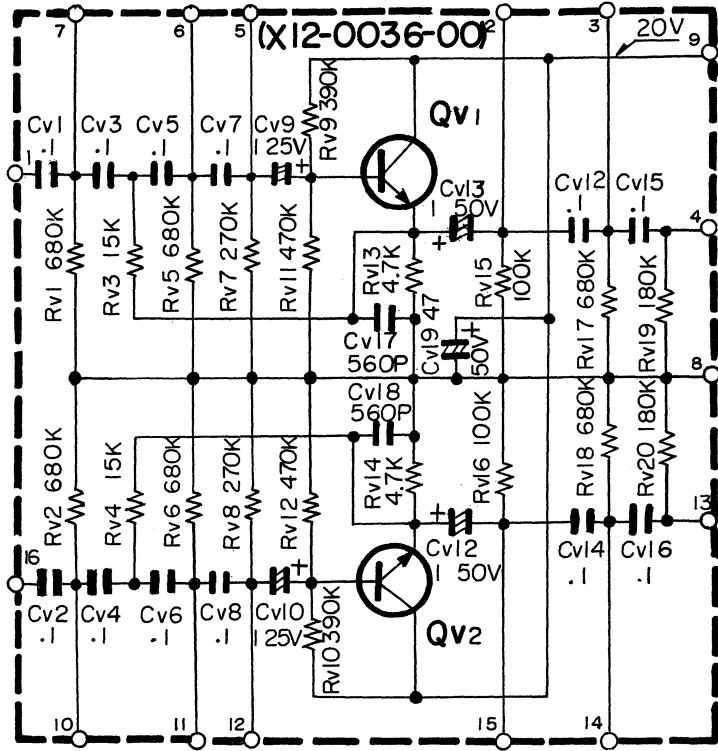 7
6
5
(X12-0036-00)
2
3
20V
9
Rv9 390K
Qv1
Cv1
.1
Cv3
.1
Cv5
.1
Cv7
.1
Cv9
1 25V
+
1
Cv13
1 50V
+
Cv12
.1
Cv15
.1
4
Rv1 680K
Rv3 15K
Rv5 680K
Rv7 270K
Rv11 470K
Rv13
4.7K
Rv15
100K
Rv17 680K
Rv19 180K
Cv17
560P
Cv19 47
50V
+
8
Cv18
560P
Rv2 680K
Rv4 15K
Rv6 680K
Rv8 270K
Rv12 470K
Rv14
4.7K
Rv16 100K
Rv18 680K
Rv20 180K
13
16
Cv2
.1
Cv4
.1
Cv6
.1
Cv8
.1
Cv10
1 25V
+
Cv12
1 50V
+
Cv14
.1
Cv16
.1
Qv2
Rv10 390K
10
11
12
15
14